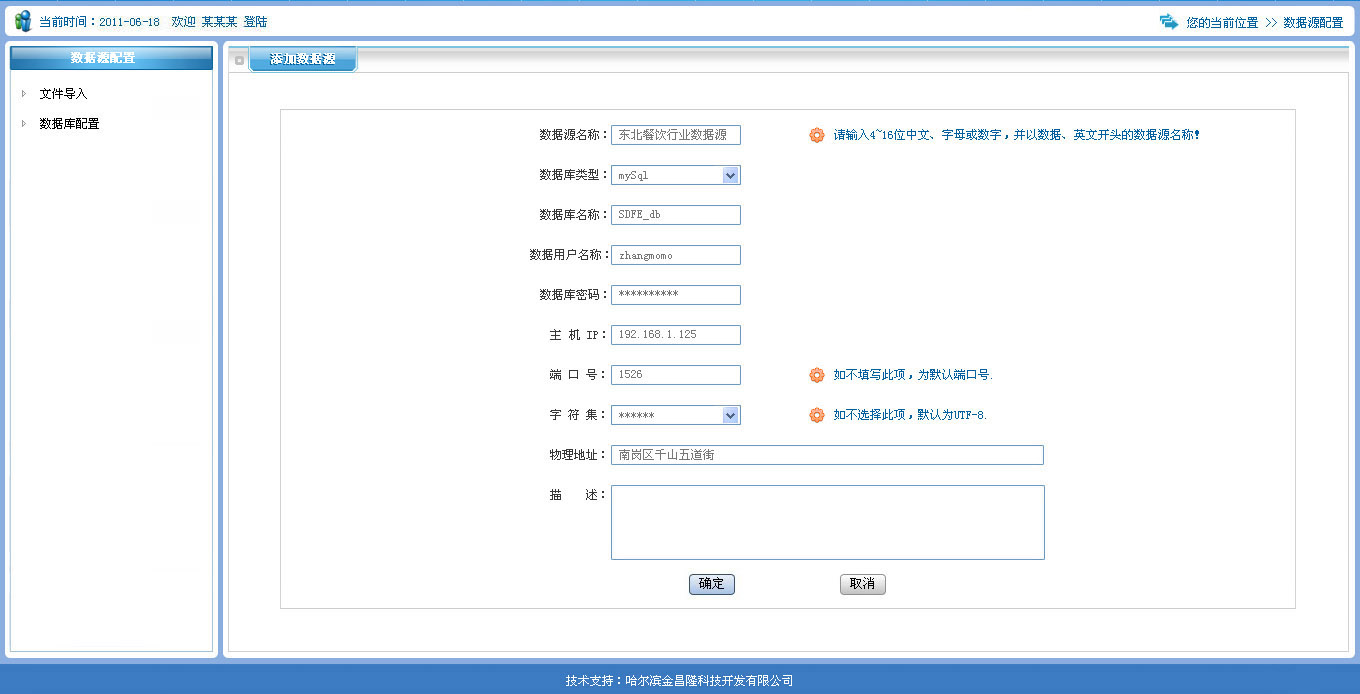 当前时间：2011-06-18 欢迎 某某某 登陆
您的当前位置 >> 数据源配置
数据源配置
文件导入
数据库配置
添加数据源
数据源名称： 东北餐饮行业数据源 请输入4~16位中文、字母或数字，并以数据、英文开头的数据源名称！
数据库类型： mySql
数据库名称： SDFE_db
数据用户名称： zhangmomo
数据库密码： **********
主 机 IP： 192.168.1.125
端 口 号： 1526 如不填写此项，为默认端口号.
字 符 集： ****** 如不选择此项，默认为UTF-8.
物理地址： 南岗区千山五道街
描 述：
确定 取消
技术支持：哈尔滨金昌隆科技开发有限公司